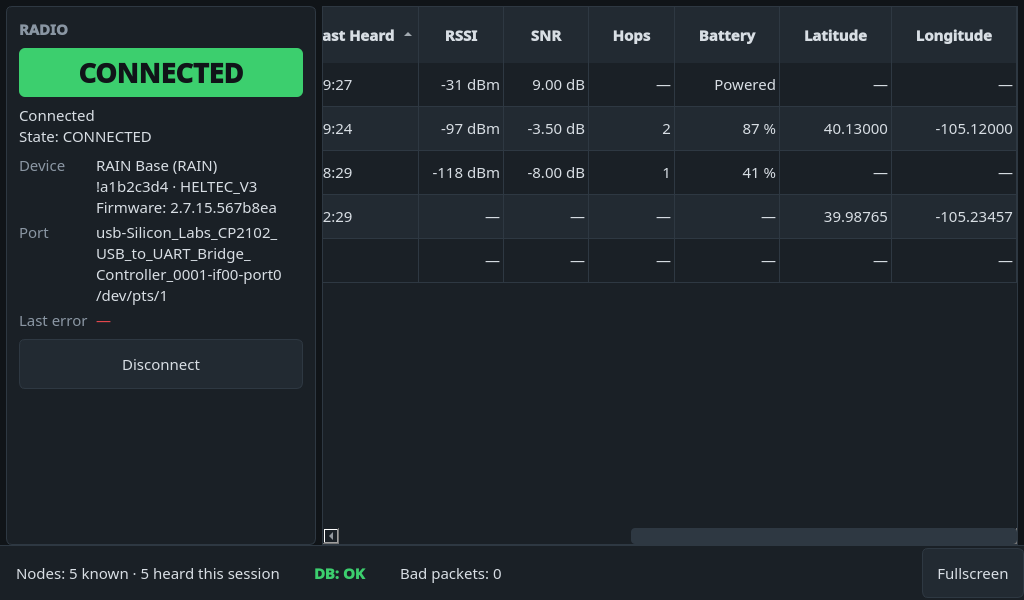 RADIO
CONNECTED
Connected
State: CONNECTED
Device RAIN Base (RAIN)
!a1b2c3d4 · HELTEC_V3
Firmware: 2.7.15.567b8ea
Port usb-Silicon_Labs_CP2102_
USB_to_UART_Bridge_
Controller_0001-if00-port0
/dev/pts/1
Last error —
Disconnect
ast Heard RSSI SNR Hops Battery Latitude Longitude
9:27 -31 dBm 9.00 dB — Powered — —
9:24 -97 dBm -3.50 dB 2 87 % 40.13000 -105.12000
8:29 -118 dBm -8.00 dB 1 41 % — —
2:29 — — — — 39.98765 -105.23457
— — — — — —
Nodes: 5 known · 5 heard this session DB: OK Bad packets: 0 Fullscreen